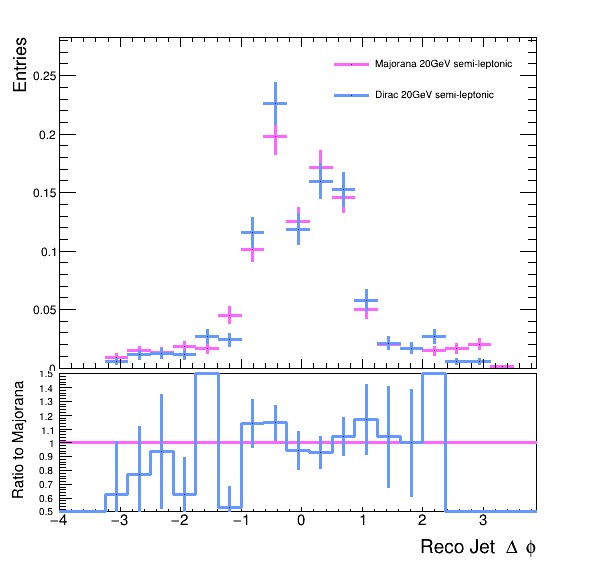 Entries
0.25
0.2
0.15
0.1
0.05
0
Majorana 20GeV semi-leptonic
Dirac 20GeV semi-leptonic
Ratio to Majorana
1.5
1.4
1.3
1.2
1.1
1
0.9
0.8
0.7
0.6
0.5
−4 −3 −2 −1 0 1 2 3
Reco Jet Δ ϕ